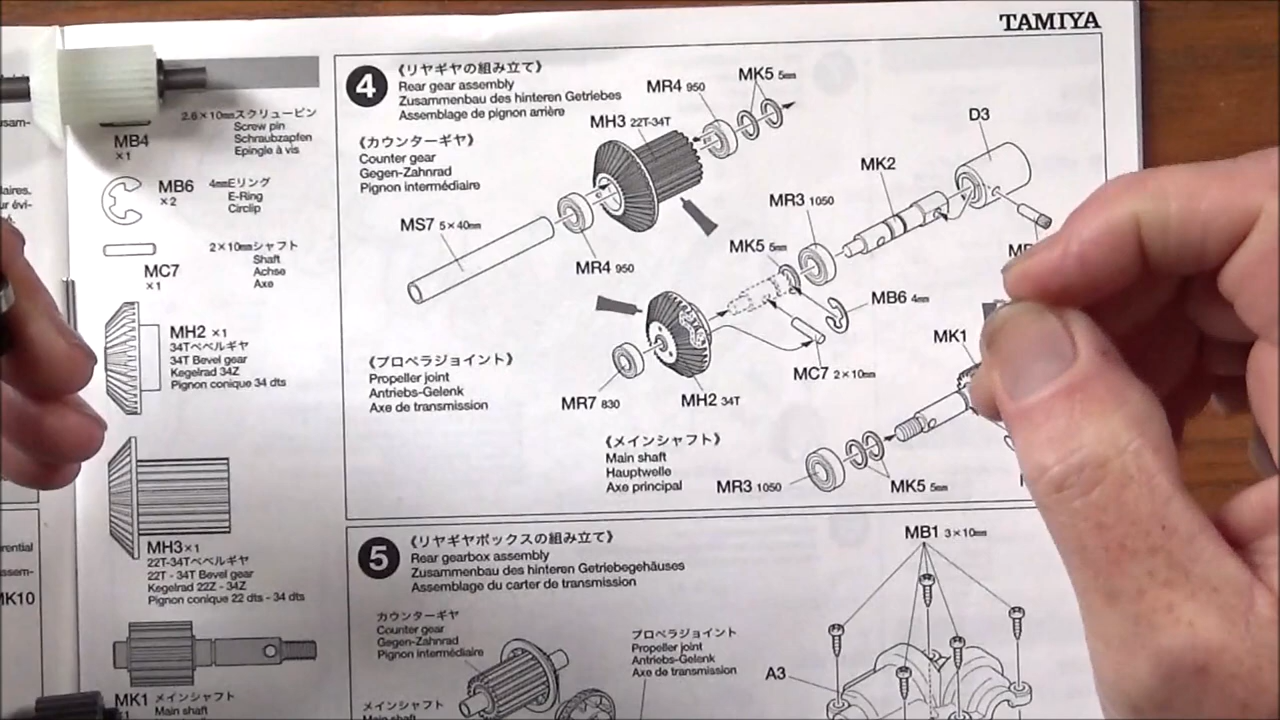 TAMIYA
2.6×10㎜スクリューピン
Screw pin
Schraubzapfen
Epingle à vis
MB4
×1
MB6
×2
4㎜Eリング
E-Ring
Circlip
MC7
×1
2×10㎜シャフト
Shaft
Achse
Axe
MH2 ×1
34Tベベルギヤ
34T Bevel gear
Kegelrad 34Z
Pignon conique 34 dts
MH3×1
22T-34Tベベルギヤ
22T - 34T Bevel gear
Kegelrad 22Z - 34Z
Pignon conique 22 dts - 34 dts
MK1 メインシャフト
Main shaft
4
《リヤギヤの組み立て》
Rear gear assembly
Zusammenbau des hinteren Getriebes
Assemblage de pignon arrière
《カウンターギヤ》
Counter gear
Gegen-Zahnrad
Pignon intermédiaire
MS7 5×40㎜
MR4 950
MH3 22T-34T
MR4 950
MK5 5㎜
D3
MK2
MR3 1050
MK5 5㎜
MB6 4㎜
MC7 2×10㎜
MH2 34T
MR7 830
《プロペラジョイント》
Propeller joint
Antriebs-Gelenk
Axe de transmission
《メインシャフト》
Main shaft
Hauptwelle
Axe principal
MR3 1050
MK5 5㎜
MK1
5
《リヤギヤボックスの組み立て》
Rear gearbox assembly
Zusammenbau des hinteren Getriebegehäuses
Assemblage du carter de transmission
カウンターギヤ
Counter gear
Gegen-Zahnrad
Pignon intermédiaire
メインシャフト
Main shaft
プロペラジョイント
Propeller joint
Antriebs-Gelenk
Axe de transmission
MB1 3×10㎜
A3
MK10